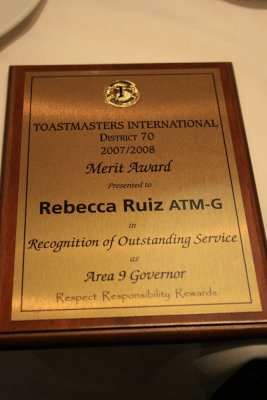 TOASTMASTERS INTERNATIONAL
DISTRICT 70
2007/2008
Merit Award
Presented to
Rebecca Ruiz ATM-G
in
Recognition of Outstanding Service
as
Area 9 Governor
Respect Responsibility Rewards